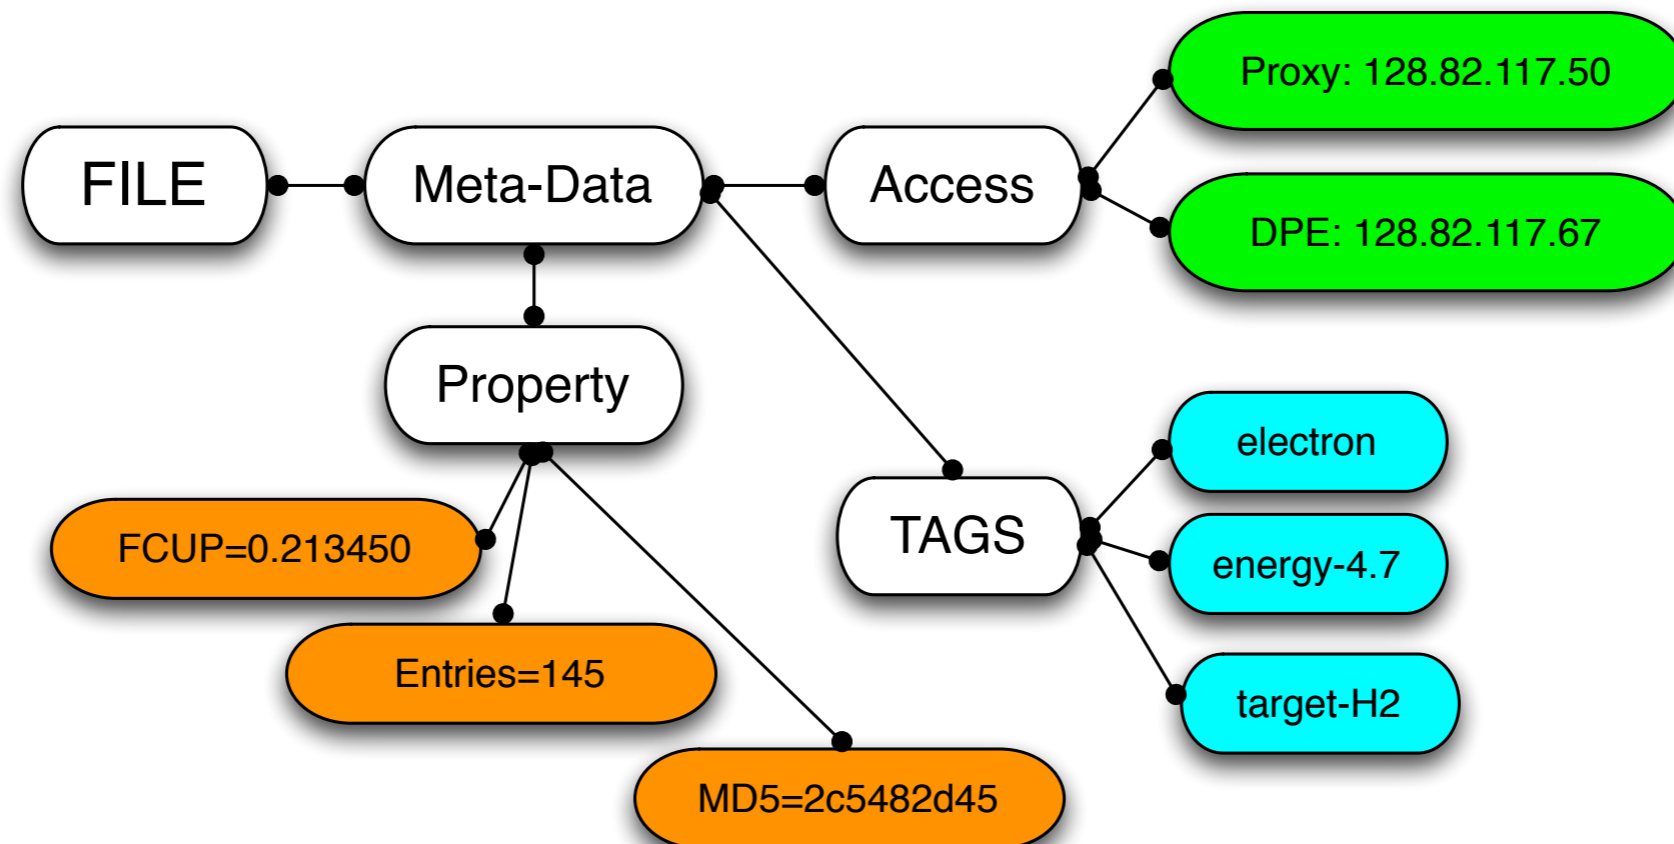 Proxy: 128.82.117.50
FILE
Meta-Data
Access
DPE: 128.82.117.67
Property
electron
TAGS
FCUP=0.213450
energy-4.7
Entries=145
target-H2
MD5=2c5482d45